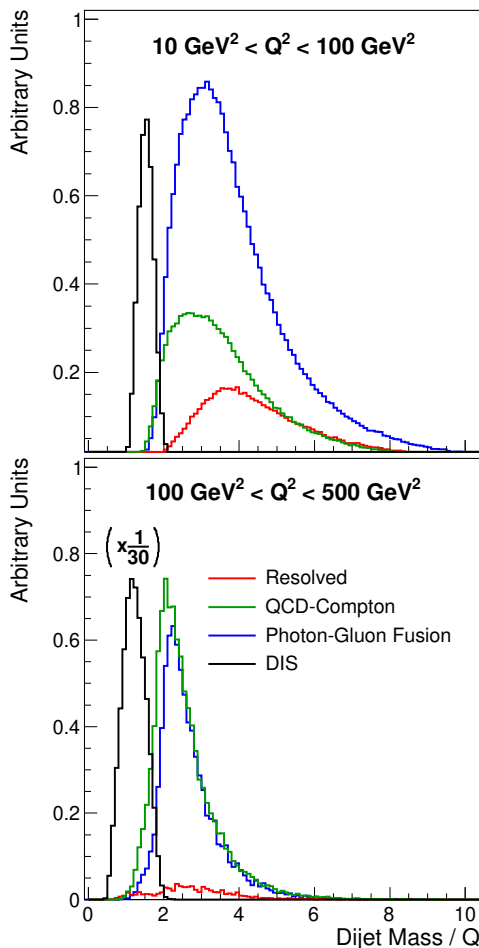 Arbitrary Units
10 GeV² < Q² < 100 GeV²
1
0.8
0.6
0.4
0.2
Arbitrary Units
100 GeV² < Q² < 500 GeV²
1
(x 1/30)
0.8
Resolved
QCD-Compton
Photon-Gluon Fusion
DIS
0.6
0.4
0.2
0
0 2 4 6 8 10
Dijet Mass / Q